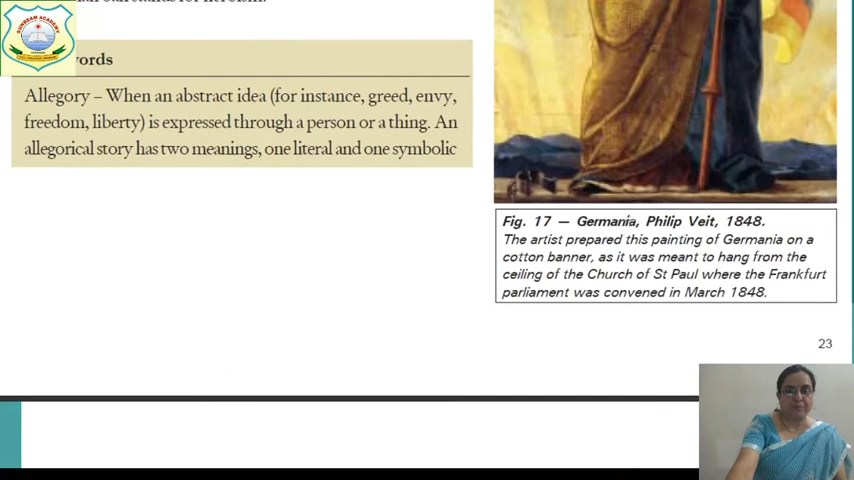 SUNBEAM ACADEMY
words
Allegory – When an abstract idea (for instance, greed, envy,
freedom, liberty) is expressed through a person or a thing. An
allegorical story has two meanings, one literal and one symbolic
Fig. 17 — Germania, Philip Veit, 1848.
The artist prepared this painting of Germania on a
cotton banner, as it was meant to hang from the
ceiling of the Church of St Paul where the Frankfurt
parliament was convened in March 1848.
23